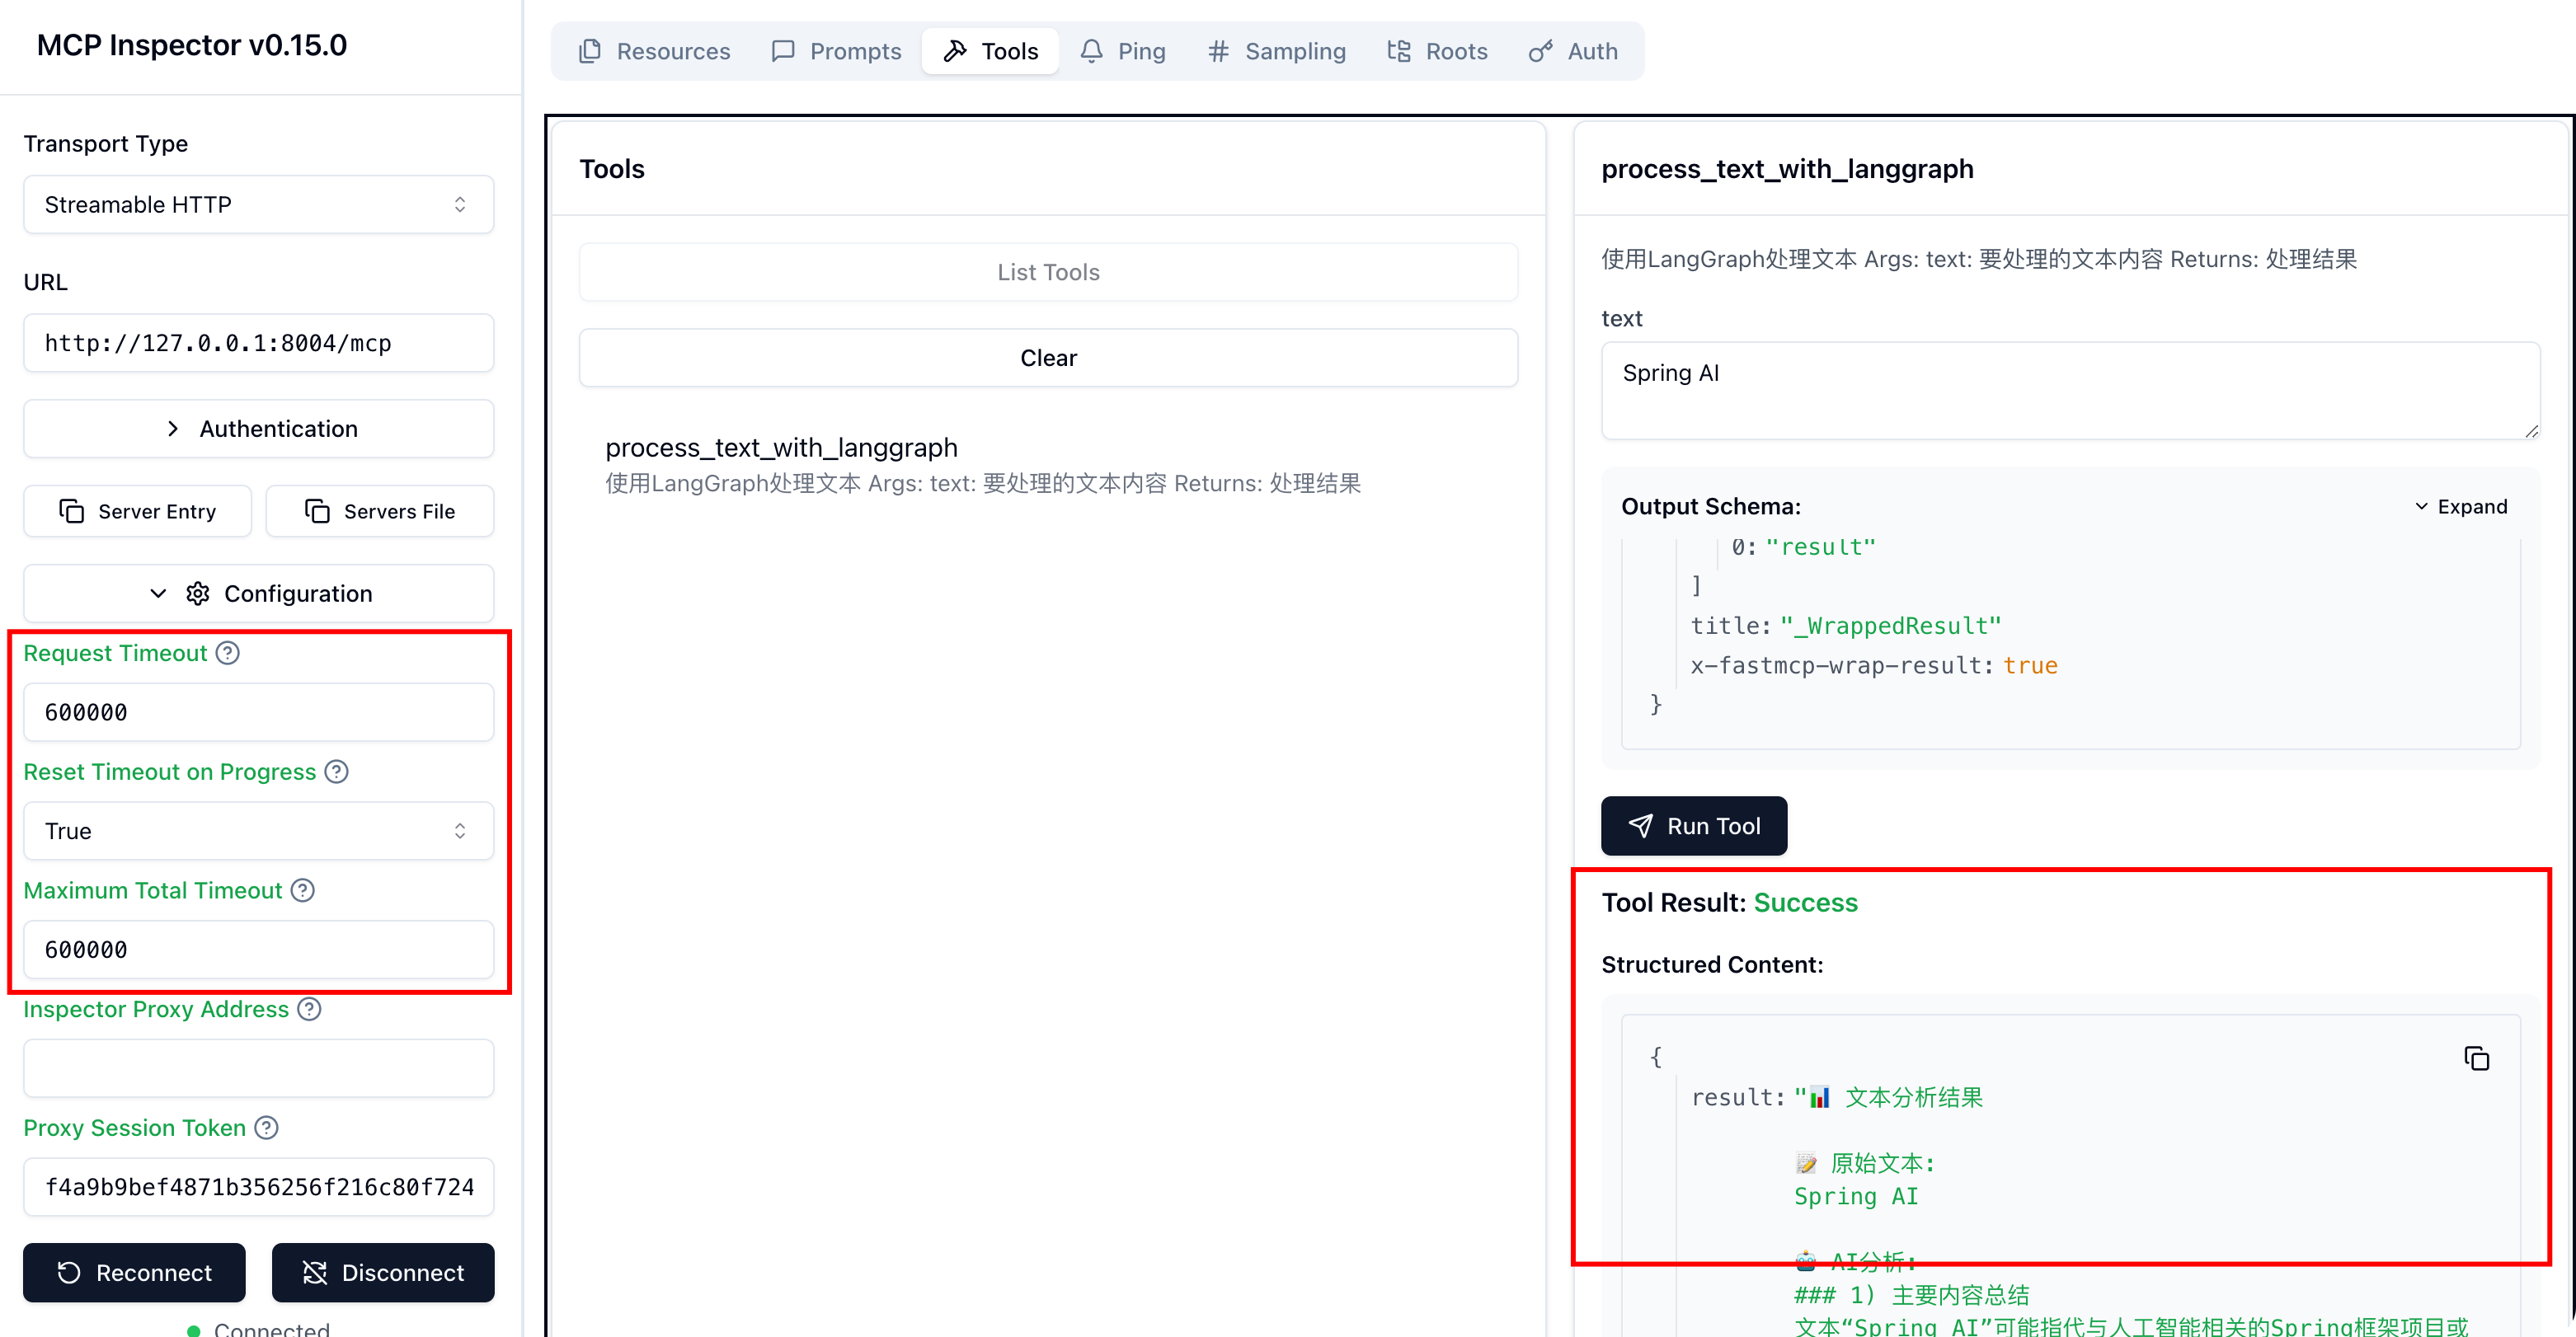 MCP Inspector v0.15.0
Transport Type
Streamable HTTP
URL
http://127.0.0.1:8004/mcp
Authentication
Server Entry
Servers File
Configuration
Request Timeout
600000
Reset Timeout on Progress
True
Maximum Total Timeout
600000
Inspector Proxy Address
Proxy Session Token
f4a9b9bef4871b356256f216c80f724
Reconnect
Disconnect
Connected
Resources
Prompts
Tools
Ping
Sampling
Roots
Auth
Tools
List Tools
Clear
process_text_with_langgraph
使用LangGraph处理文本 Args: text: 要处理的文本内容 Returns: 处理结果
process_text_with_langgraph
使用LangGraph处理文本 Args: text: 要处理的文本内容 Returns: 处理结果
text
Spring AI
Output Schema:
Expand
0: "result"
]
title: "_WrappedResult"
x-fastmcp-wrap-result: true
}
Run Tool
Tool Result: Success
Structured Content:
{
result: "📊 文本分析结果
📝 原始文本:
Spring AI
🤖 AI分析:
### 1) 主要内容总结
文本“Spring AI”可能指代与人工智能相关的Spring框架项目或